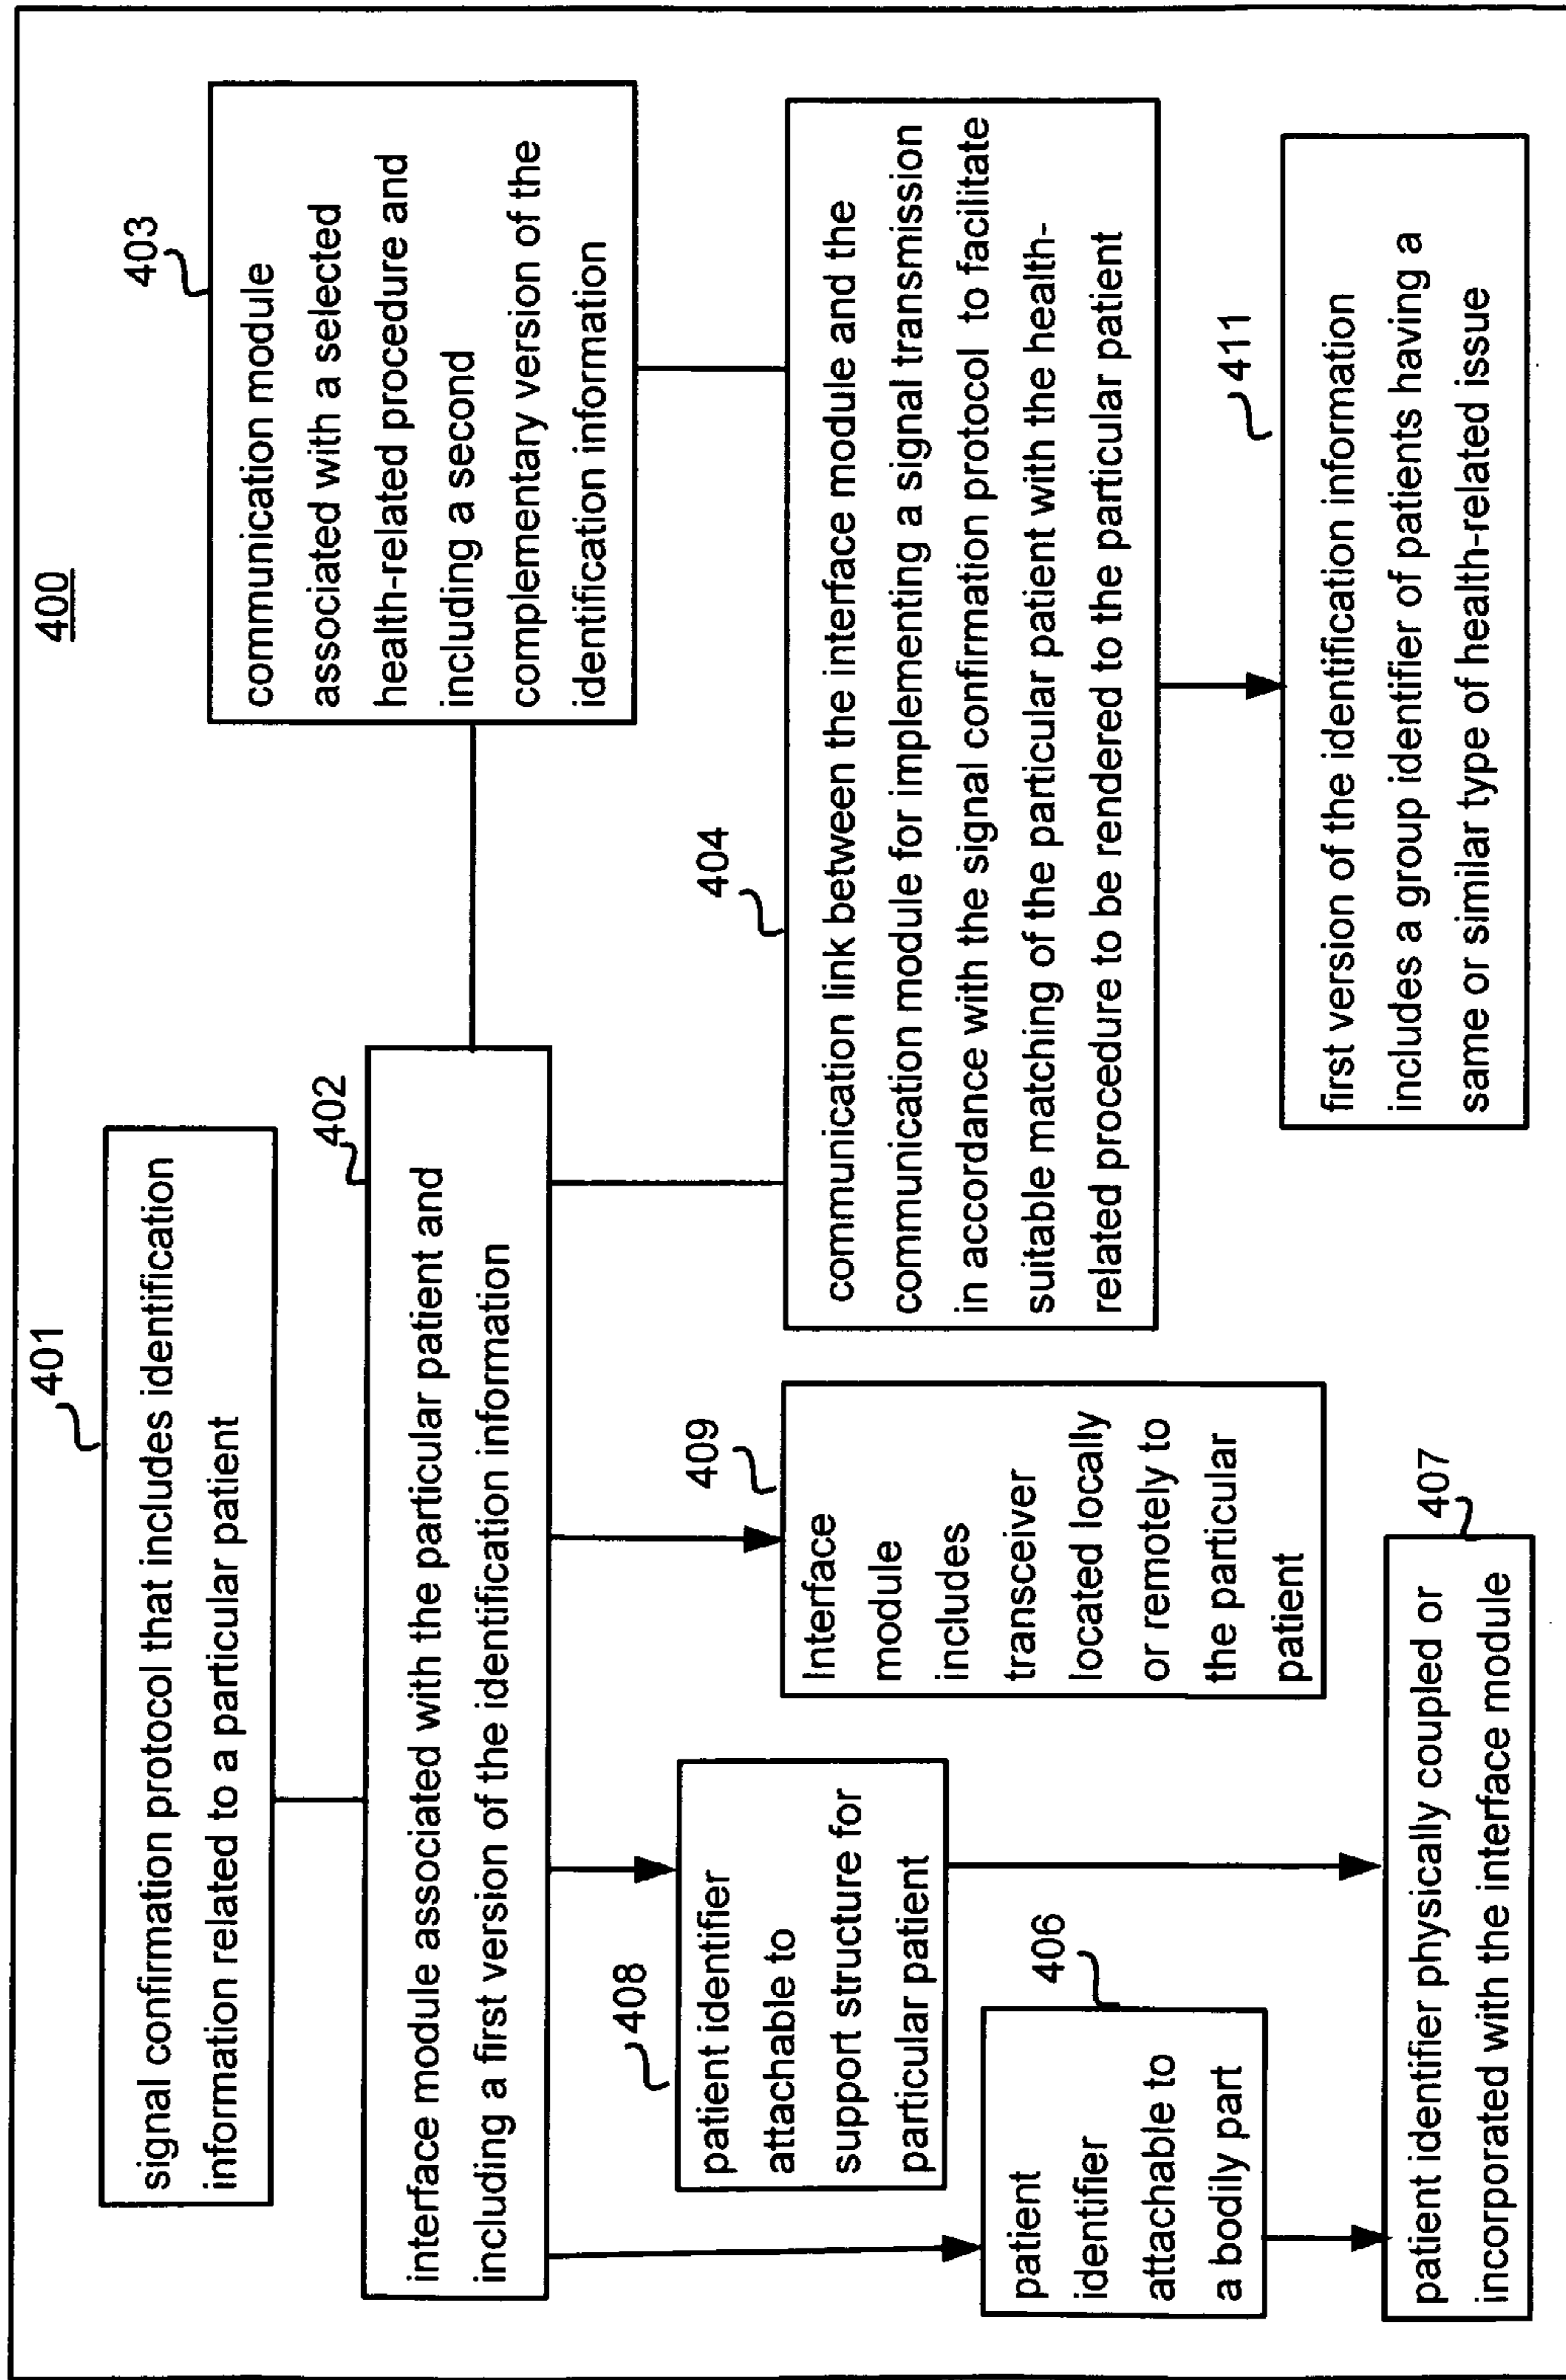 400
401
signal confirmation protocol that includes identification
information related to a particular patient
402
interface module associated with the particular patient and
including a first version of the identification information
403
communication module
associated with a selected
health-related procedure and
including a second
complementary version of the
identification information
404
communication link between the interface module and the
communication module for implementing a signal transmission
in accordance with the signal confirmation protocol to facilitate
suitable matching of the particular patient with the health-
related procedure to be rendered to the particular patient
408
patient identifier
attachable to
support structure for
particular patient
409
Interface
module
includes
transceiver
located locally
or remotely to
the particular
patient
406
patient
identifier
attachable to
a bodily part
407
patient identifier physically coupled or
incorporated with the interface module
411
first version of the identification information
includes a group identifier of patients having a
same or similar type of health-related issue